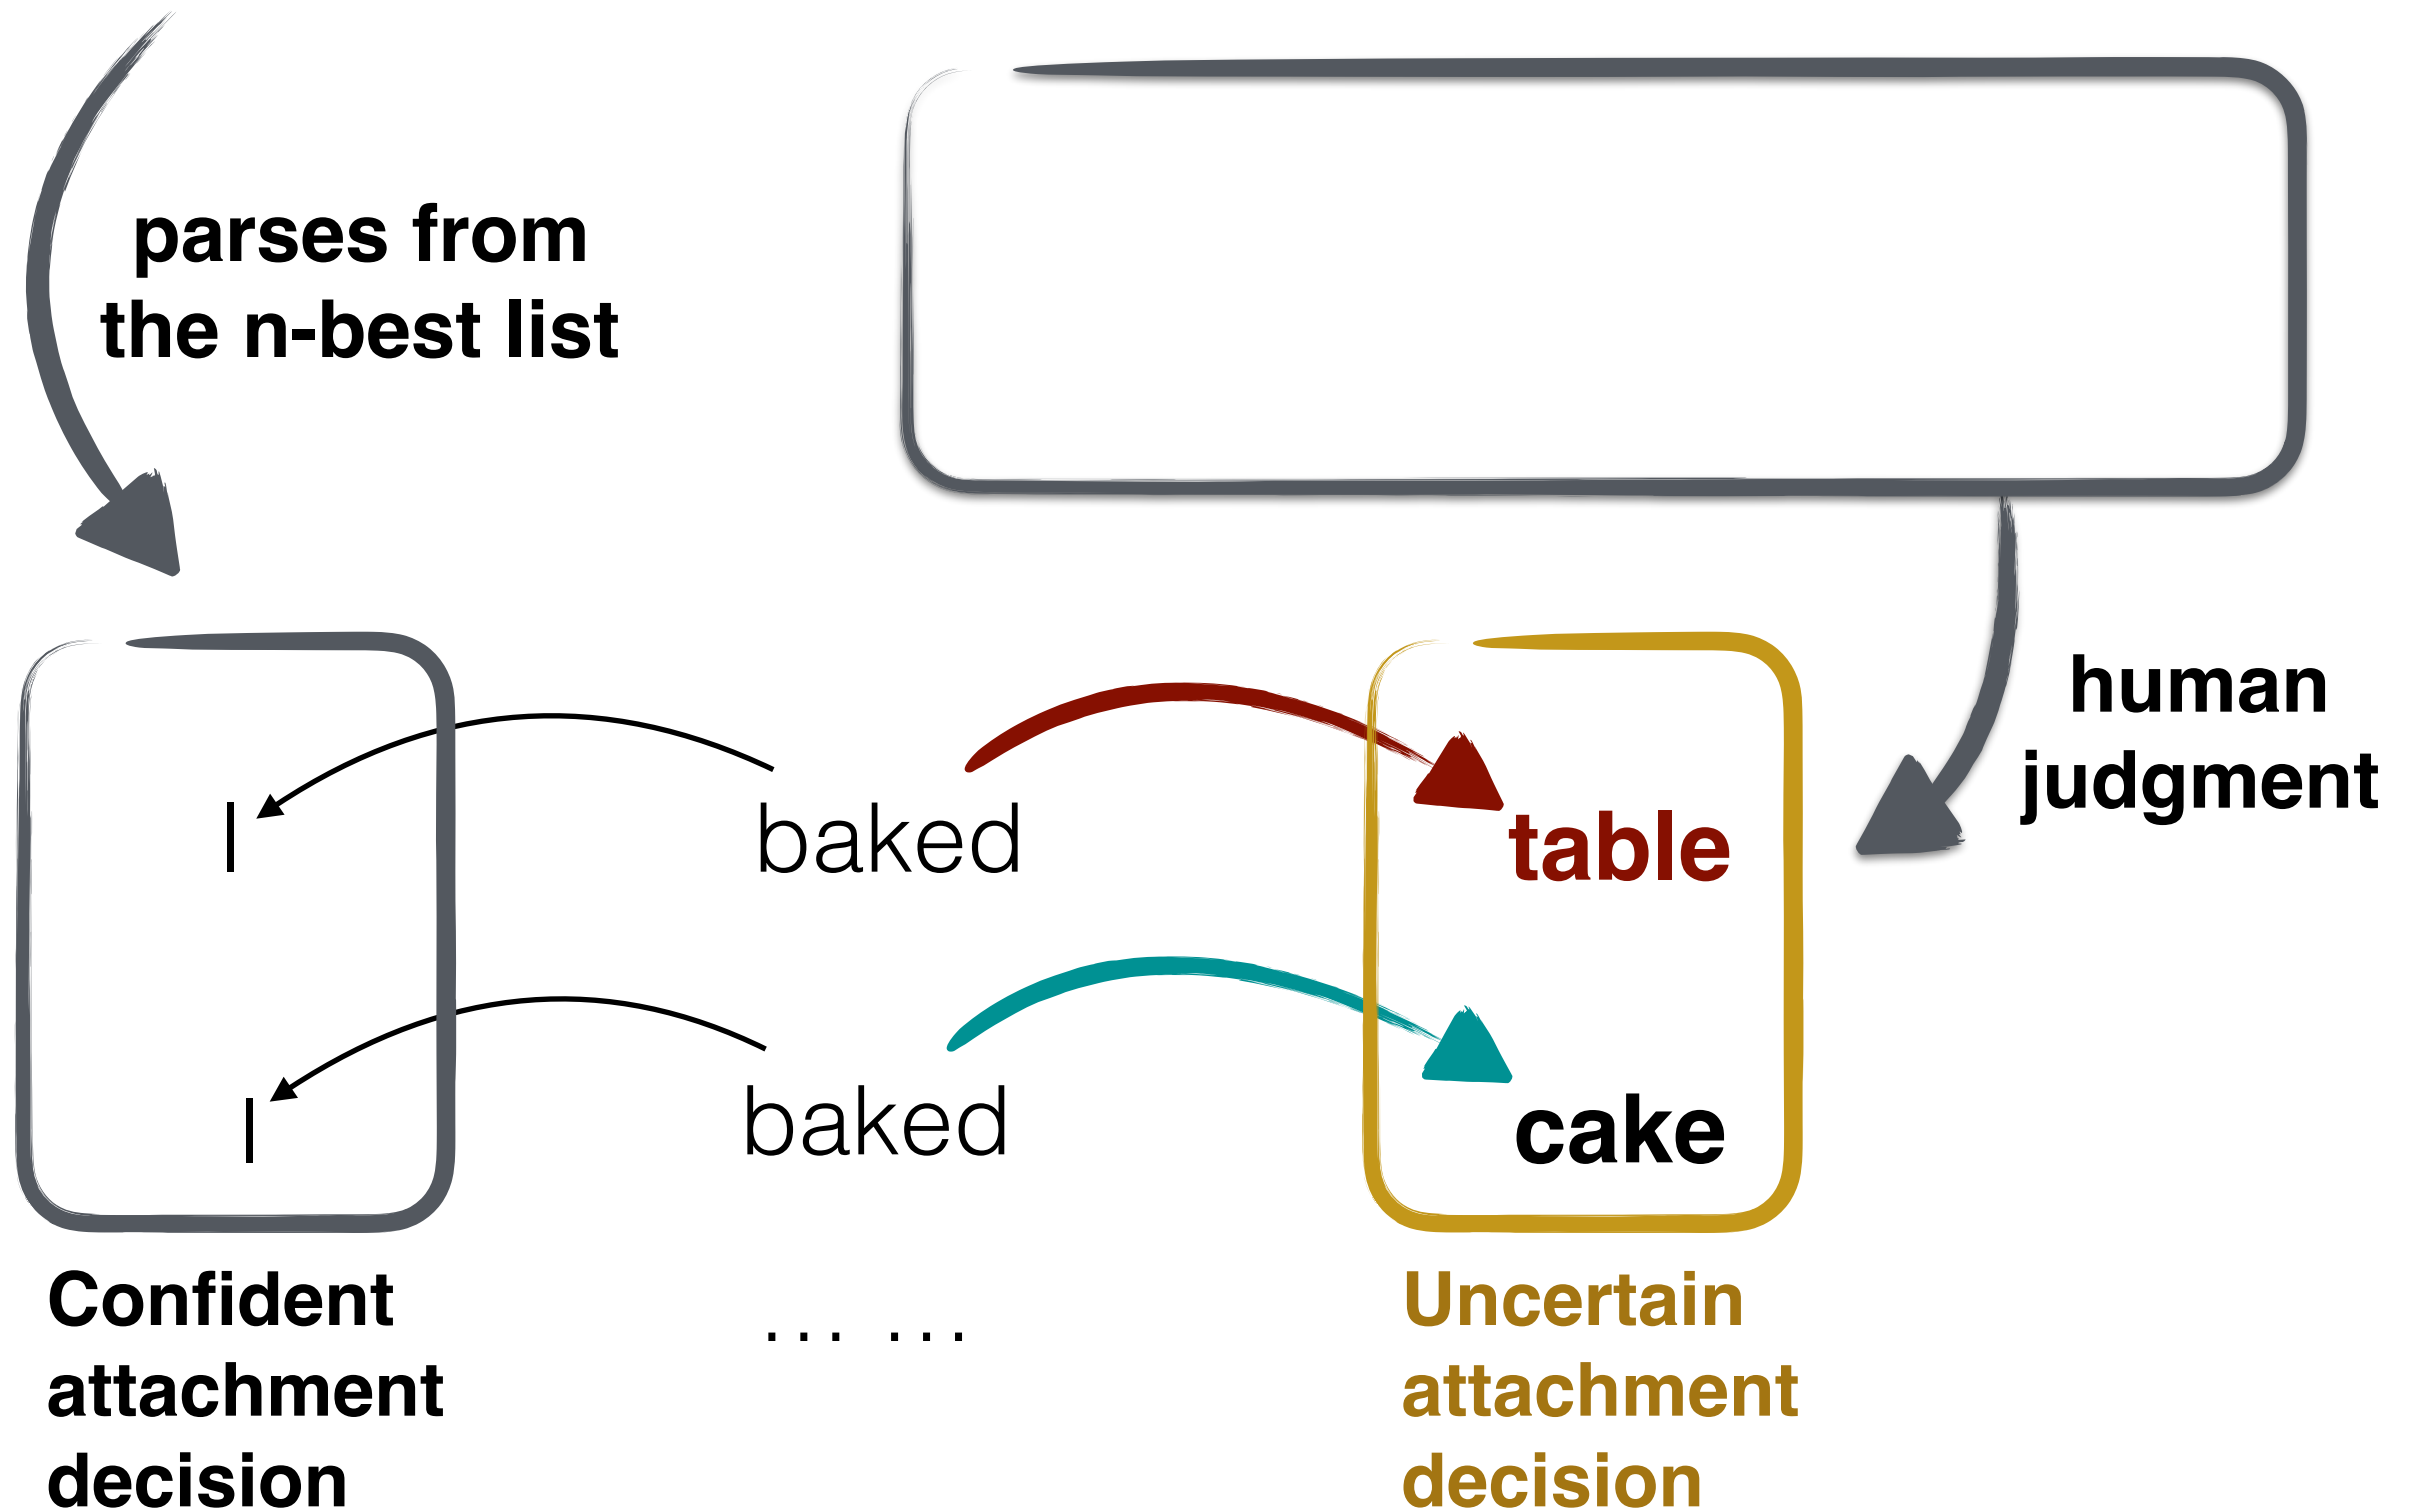 parses from
the n-best list
human
judgment
I baked table
I baked cake
Confident
attachment
decision
... ...
Uncertain
attachment
decision